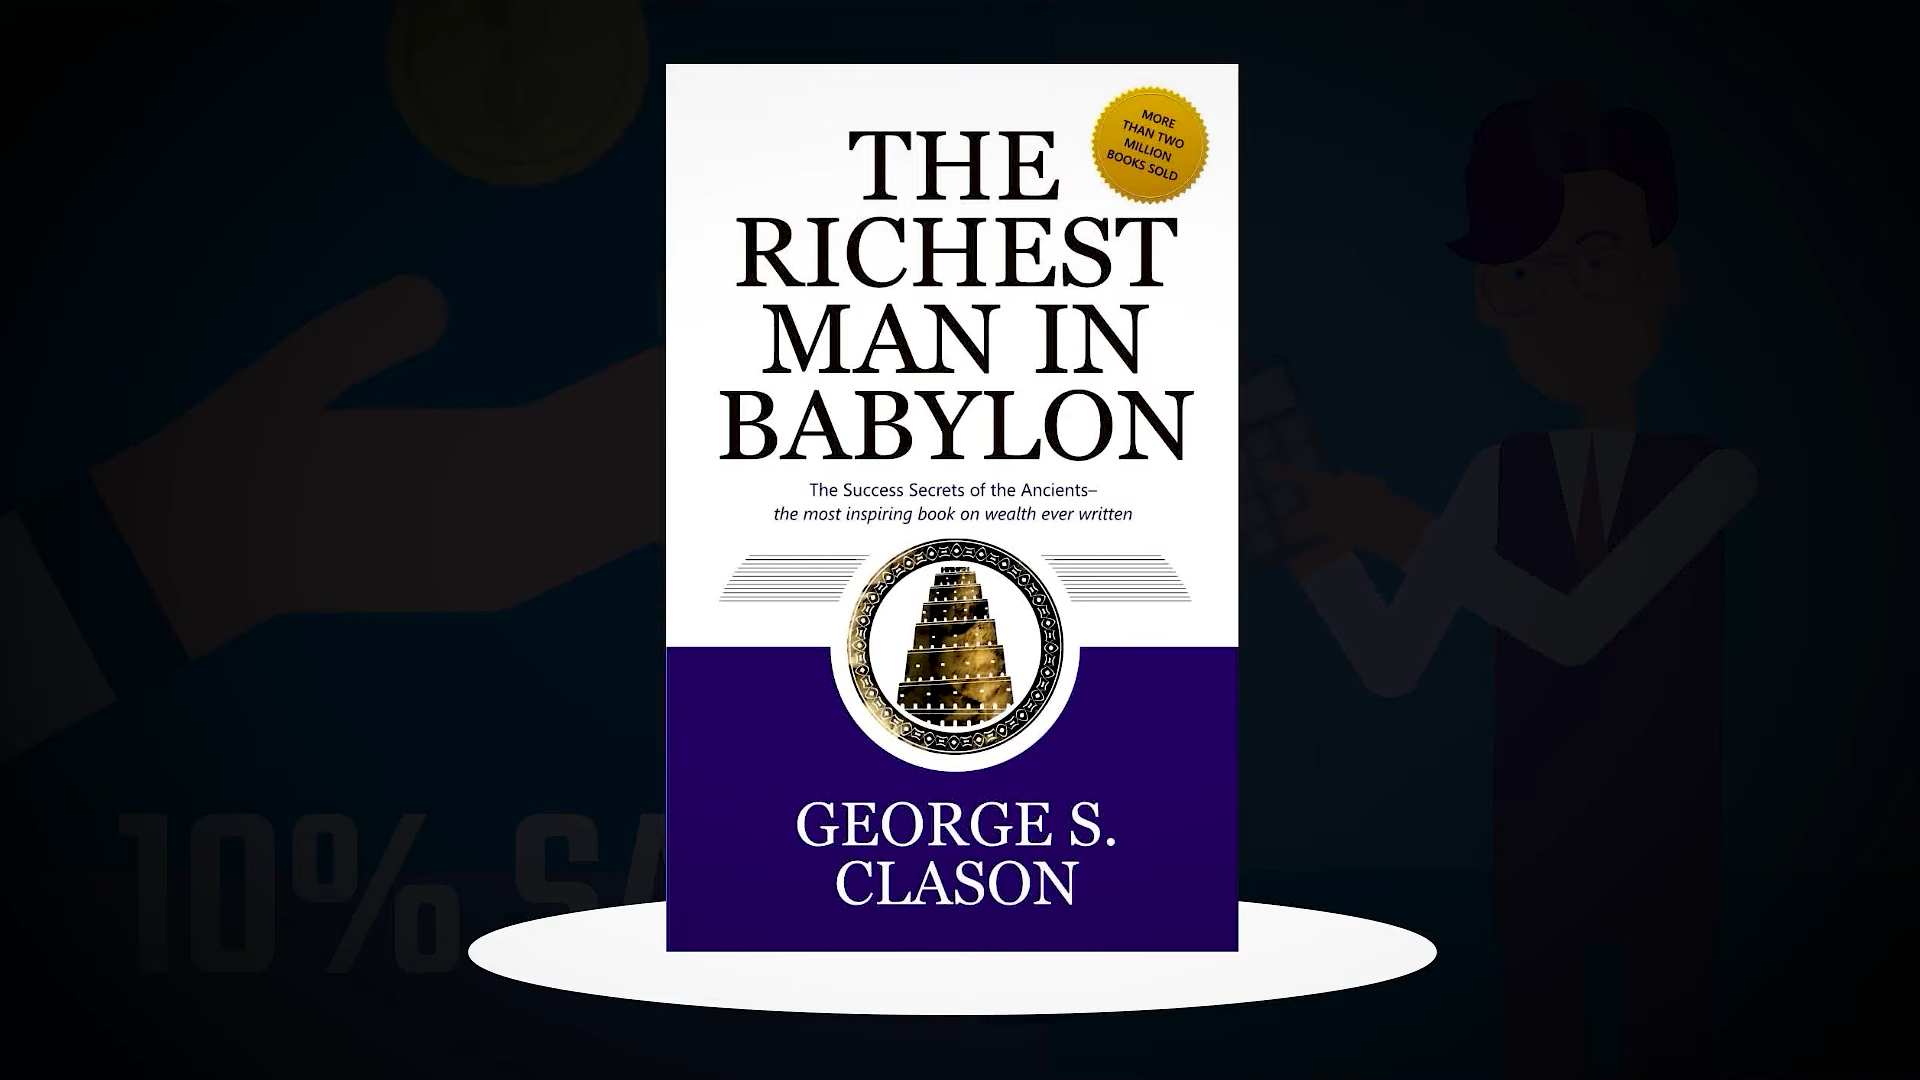 MORE
THAN TWO
MILLION
BOOKS SOLD
THE
RICHEST
MAN IN
BABYLON
The Success Secrets of the Ancients–
the most inspiring book on wealth ever written
GEORGE S.
CLASON
10%